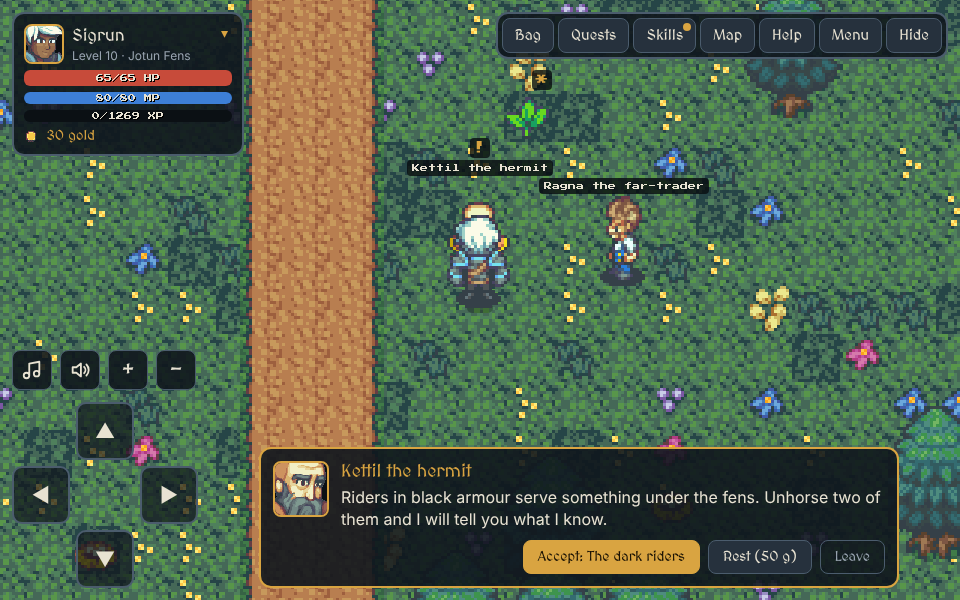 Sigrun
Level 10 · Jotun Fens
65/65 HP
80/80 MP
0/1269 XP
30 gold
Bag
Quests
Skills
Map
Help
Menu
Hide
*
!
Kettil the hermit
Ragna the far-trader
+
−
Kettil the hermit
Riders in black armour serve something under the fens. Unhorse two of
them and I will tell you what I know.
Accept: The dark riders
Rest (50 g)
Leave